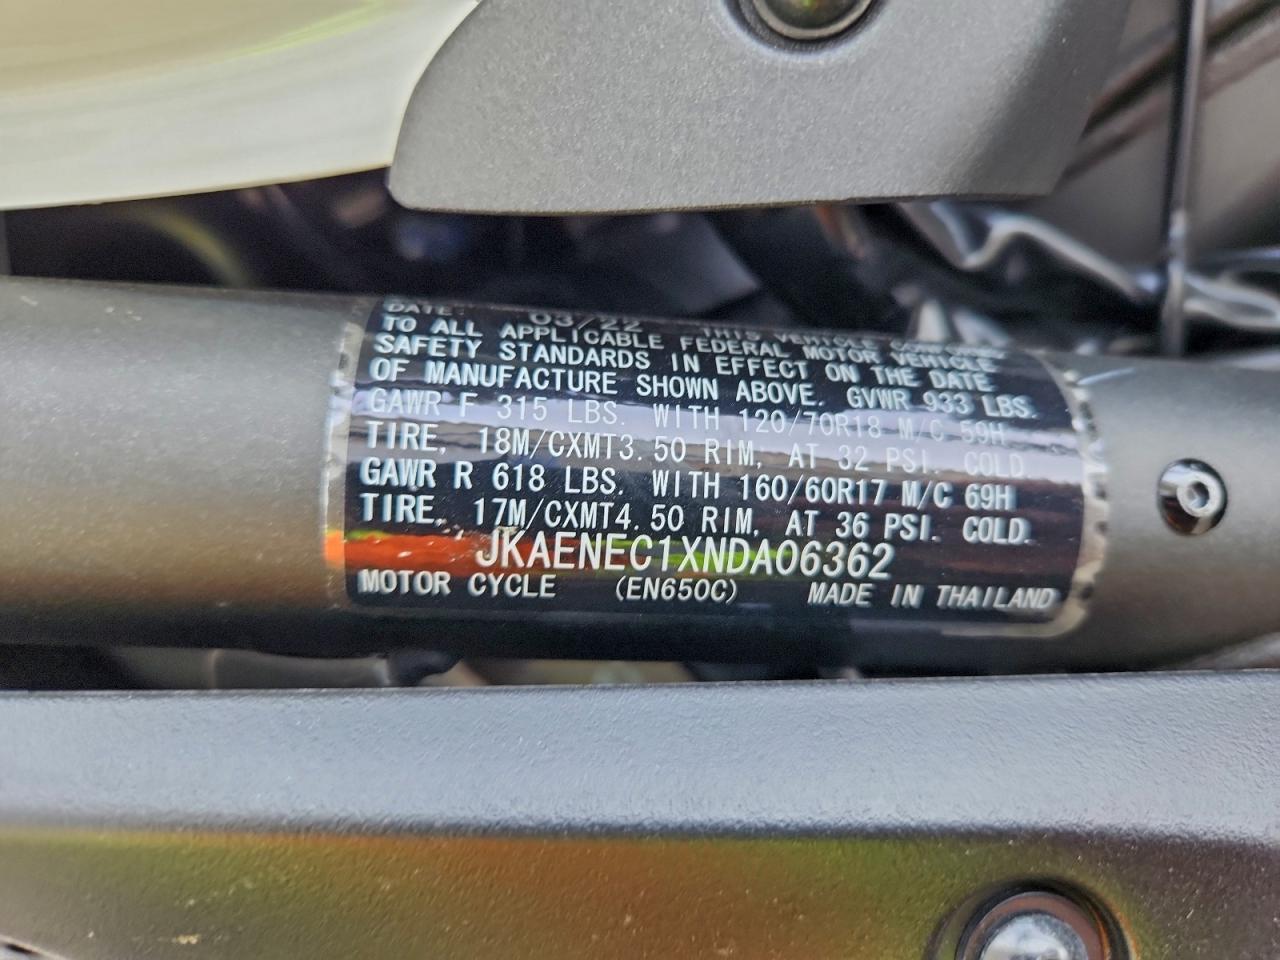 DATE: 03/22 THIS VEHICLE CONFORMS
TO ALL APPLICABLE FEDERAL MOTOR VEHICLE
SAFETY STANDARDS IN EFFECT ON THE DATE
OF MANUFACTURE SHOWN ABOVE. GVWR 933 LBS.
GAWR F 315 LBS. WITH 120/70R18 M/C 59H
TIRE, 18M/CXMT3.50 RIM, AT 32 PSI. COLD
GAWR R 618 LBS. WITH 160/60R17 M/C 69H
TIRE, 17M/CXMT4.50 RIM, AT 36 PSI. COLD.
JKAENEC1XNDA06362
MOTOR CYCLE (EN650C) MADE IN THAILAND